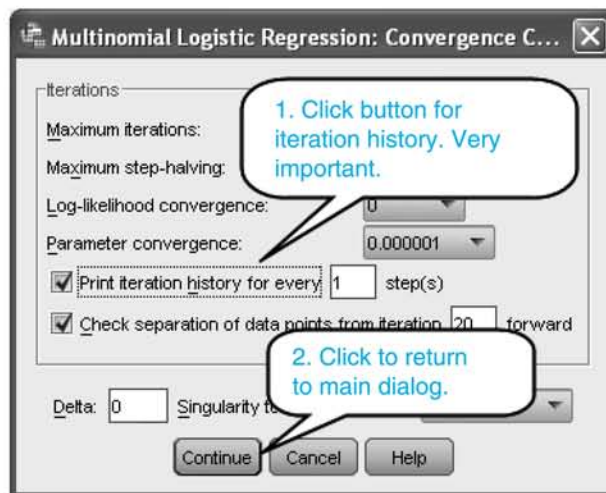 Multinomial Logistic Regression: Convergence C...
Iterations
1. Click button for
iteration history. Very
important.
Maximum iterations:
Maximum step-halving:
Log-likelihood convergence: 0
Parameter convergence: 0.000001
Print iteration history for every 1 step(s)
Check separation of data points from iteration 20 forward
2. Click to return
to main dialog.
Delta: 0 Singularity
Continue Cancel Help